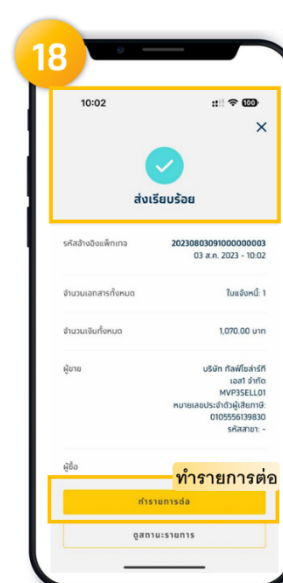 18
10:02
100
ส่งเรียบร้อย
รหัสอ้างอิงแพ็กเกจ 20230803091000000003
03 ส.ค. 2023 - 10:02
จำนวนเอกสารทั้งหมด ใบแจ้งหนี้: 1
จำนวนเงินทั้งหมด 1,070.00 บาท
ผู้ขาย บริษัท กัลฟ์ไซส์รกิ
เอส1 จำกัด
MVP3SELL01
หมายเลขประจำตัวผู้เสียภาษี:
0105556139830
รหัสสาขา: -
ผู้ซื้อ
ทำรายการต่อ
ทำรายการต่อ
ดูสถานะรายการ